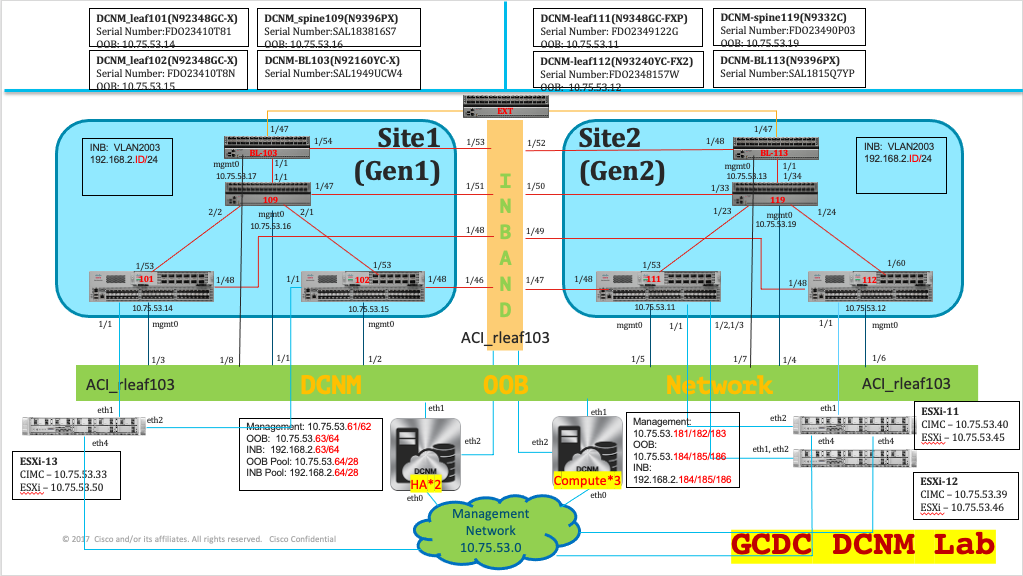 DCNM_leaf101(N92348GC-X)
Serial Number:FDO23410T81
OOB: 10.75.53.14
DCNM_spine109(N9396PX)
Serial Number:SAL183816S7
OOB: 10.75.53.16
DCNM-leaf111(N9348GC-FXP)
Serial Number:FDO2349122G
OOB: 10.75.53.11
DCNM-spine119(N9332C)
Serial Number:FDO23490P03
OOB: 10.75.53.19
DCNM_leaf102(N92348GC-X)
Serial Number: FDO23410T8N
OOB: 10.75.53.15
DCNM-BL103(N92160YC-X)
Serial Number:SAL1949UCW4
DCNM-leaf112(N93240YC-FX2)
Serial Number:FDO2348157W
OOB: 10.75.53.12
DCNM-BL113(N9396PX)
Serial Number:SAL1815Q7YP
EXT
INB: VLAN2003
192.168.2.ID/24
1/47
1/54
BL-103
mgmt0
1/1
10.75.53.17
1/1
1/47
109
2/2
mgmt0
2/1
10.75.53.16
Site1
(Gen1)
1/53
101
1/48
10.75.53.14
1/53
1/1
102
1/48
10.75.53.15
1/53
1/52
1/51
1/50
1/48
1/49
1/46
1/47
INBAND
ACI_rleaf103
Site2
(Gen2)
1/47
1/48
BL-113
mgmt0
1/1
10.75.53.13
1/34
1/33
119
1/23
mgmt0
1/24
10.75.53.19
INB: VLAN2003
192.168.2.ID/24
1/53
1/48
111
10.75.53.11
1/60
1/48
112
10.75.53.12
1/1
mgmt0
mgmt0
mgmt0
1/1
1/2,1/3
1/1
mgmt0
1/3
1/8
1/1
1/2
1/5
1/7
1/4
1/6
ACI_rleaf103
DCNM OOB Network
ACI_rleaf103
eth1
eth2
eth4
ESXi-13
CIMC – 10.75.53.33
ESXi – 10.75.53.50
Management: 10.75.53.61/62
OOB: 10.75.53.63/64
INB: 192.168.2.63/64
OOB Pool: 10.75.53.64/28
INB Pool: 192.168.2.64/28
eth1
eth2
DCNM
HA*2
eth0
eth1
eth2
DCNM
Compute*3
eth0
Management:
10.75.53.181/182/183
OOB:
10.75.53.184/185/186
INB:
192.168.2.184/185/186
eth1
eth2
eth4
eth4
eth1, eth2
ESXi-11
CIMC – 10.75.53.40
ESXi – 10.75.53.45
ESXi-12
CIMC – 10.75.53.39
ESXi – 10.75.53.46
Management
Network
10.75.53.0
© 2017 Cisco and/or its affiliates. All rights reserved. Cisco Confidential
GCDC DCNM Lab